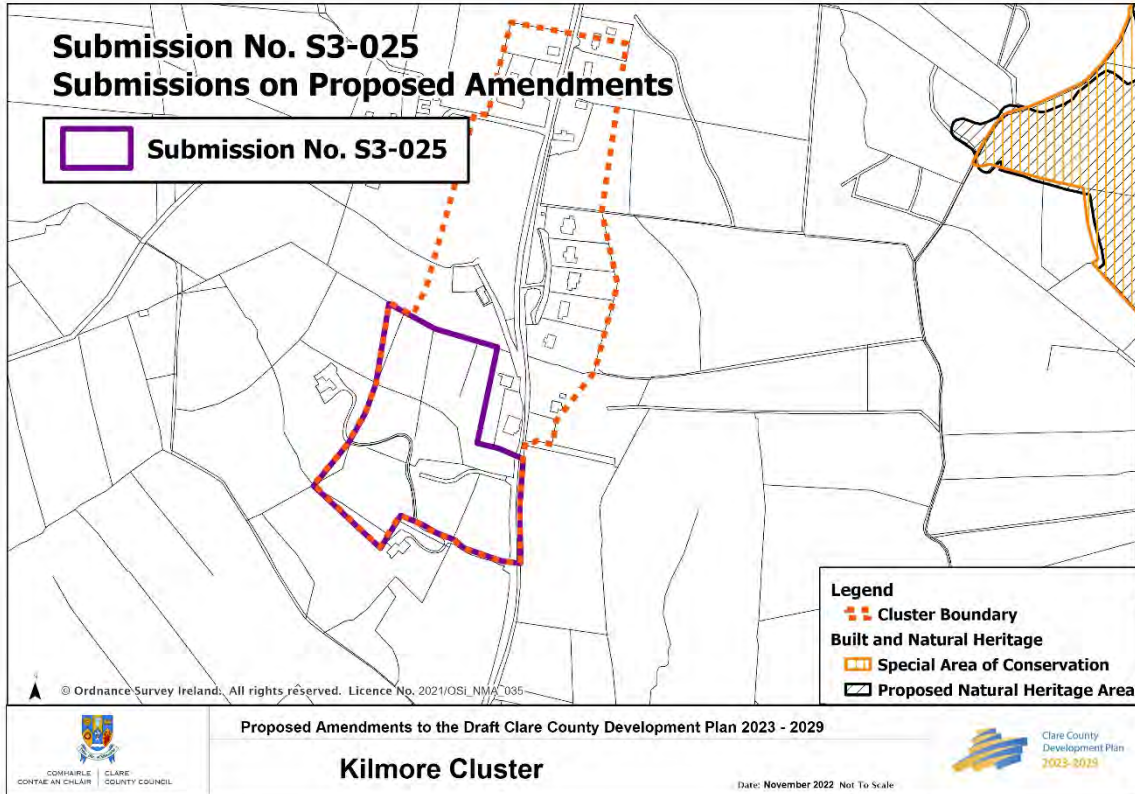 Submission No. S3-025
Submissions on Proposed Amendments
Submission No. S3-025
Legend
Cluster Boundary
Built and Natural Heritage
Special Area of Conservation
Proposed Natural Heritage Area
© Ordnance Survey Ireland. All rights reserved. Licence No. 2021/OSi_NMA_035
COMHAIRLE CONTAE AN CHLÁIR
CLARE COUNTY COUNCIL
Proposed Amendments to the Draft Clare County Development Plan 2023 - 2029
Kilmore Cluster
Date: November 2022 Not To Scale
Clare County
Development Plan
2023-2029